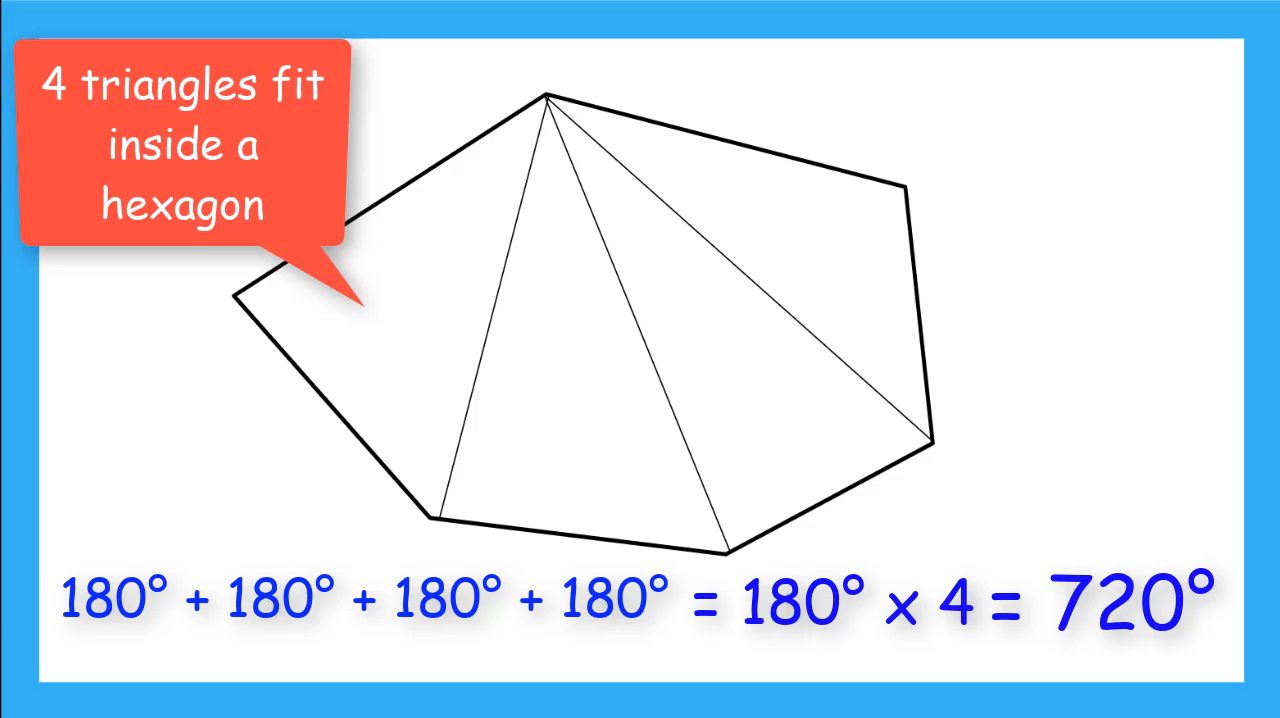 4 triangles fit
inside a
hexagon
180° + 180° + 180° + 180° = 180° x 4 = 720°